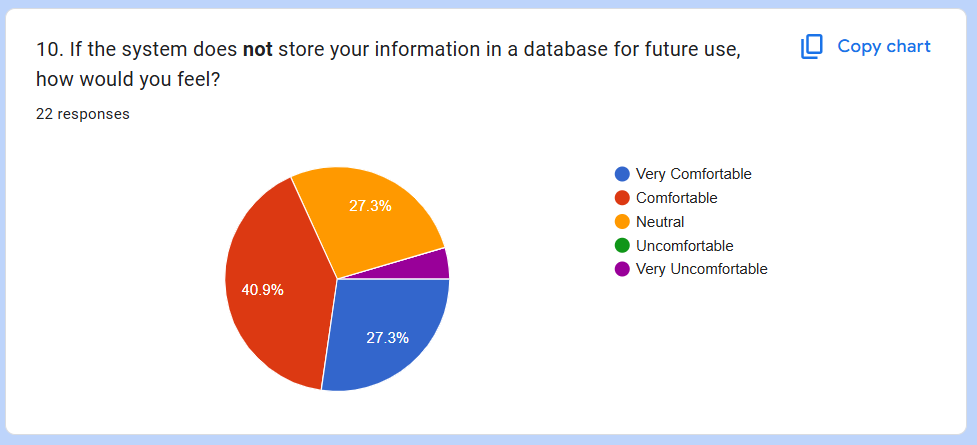 10. If the system does not store your information in a database for future use,
how would you feel?
Copy chart
22 responses
27.3%
40.9%
27.3%
Very Comfortable
Comfortable
Neutral
Uncomfortable
Very Uncomfortable